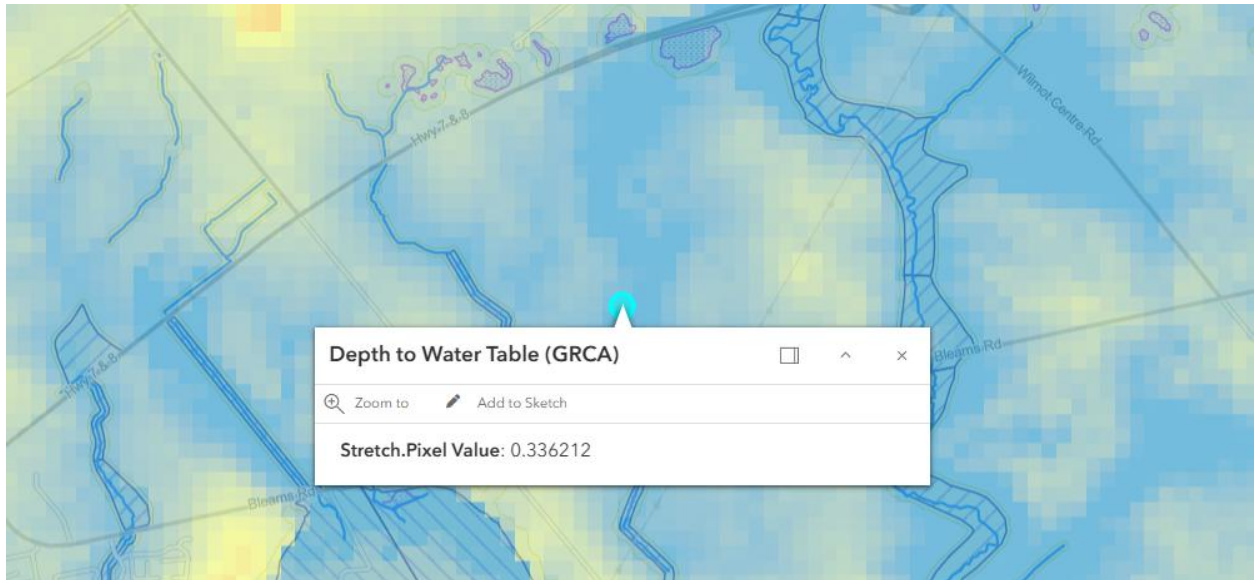 Hwy-7-&-8
Wilmot Centre Rd
Hwy-7-&-8
Depth to Water Table (GRCA)
Bleams Rd
Zoom to
Add to Sketch
Stretch.Pixel Value: 0.336212
Bleams Rd